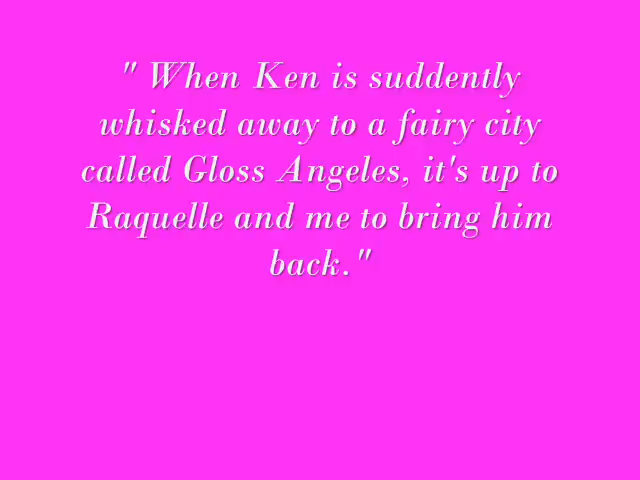 " When Ken is suddently
whisked away to a fairy city
called Gloss Angeles, it's up to
Raquelle and me to bring him
back."